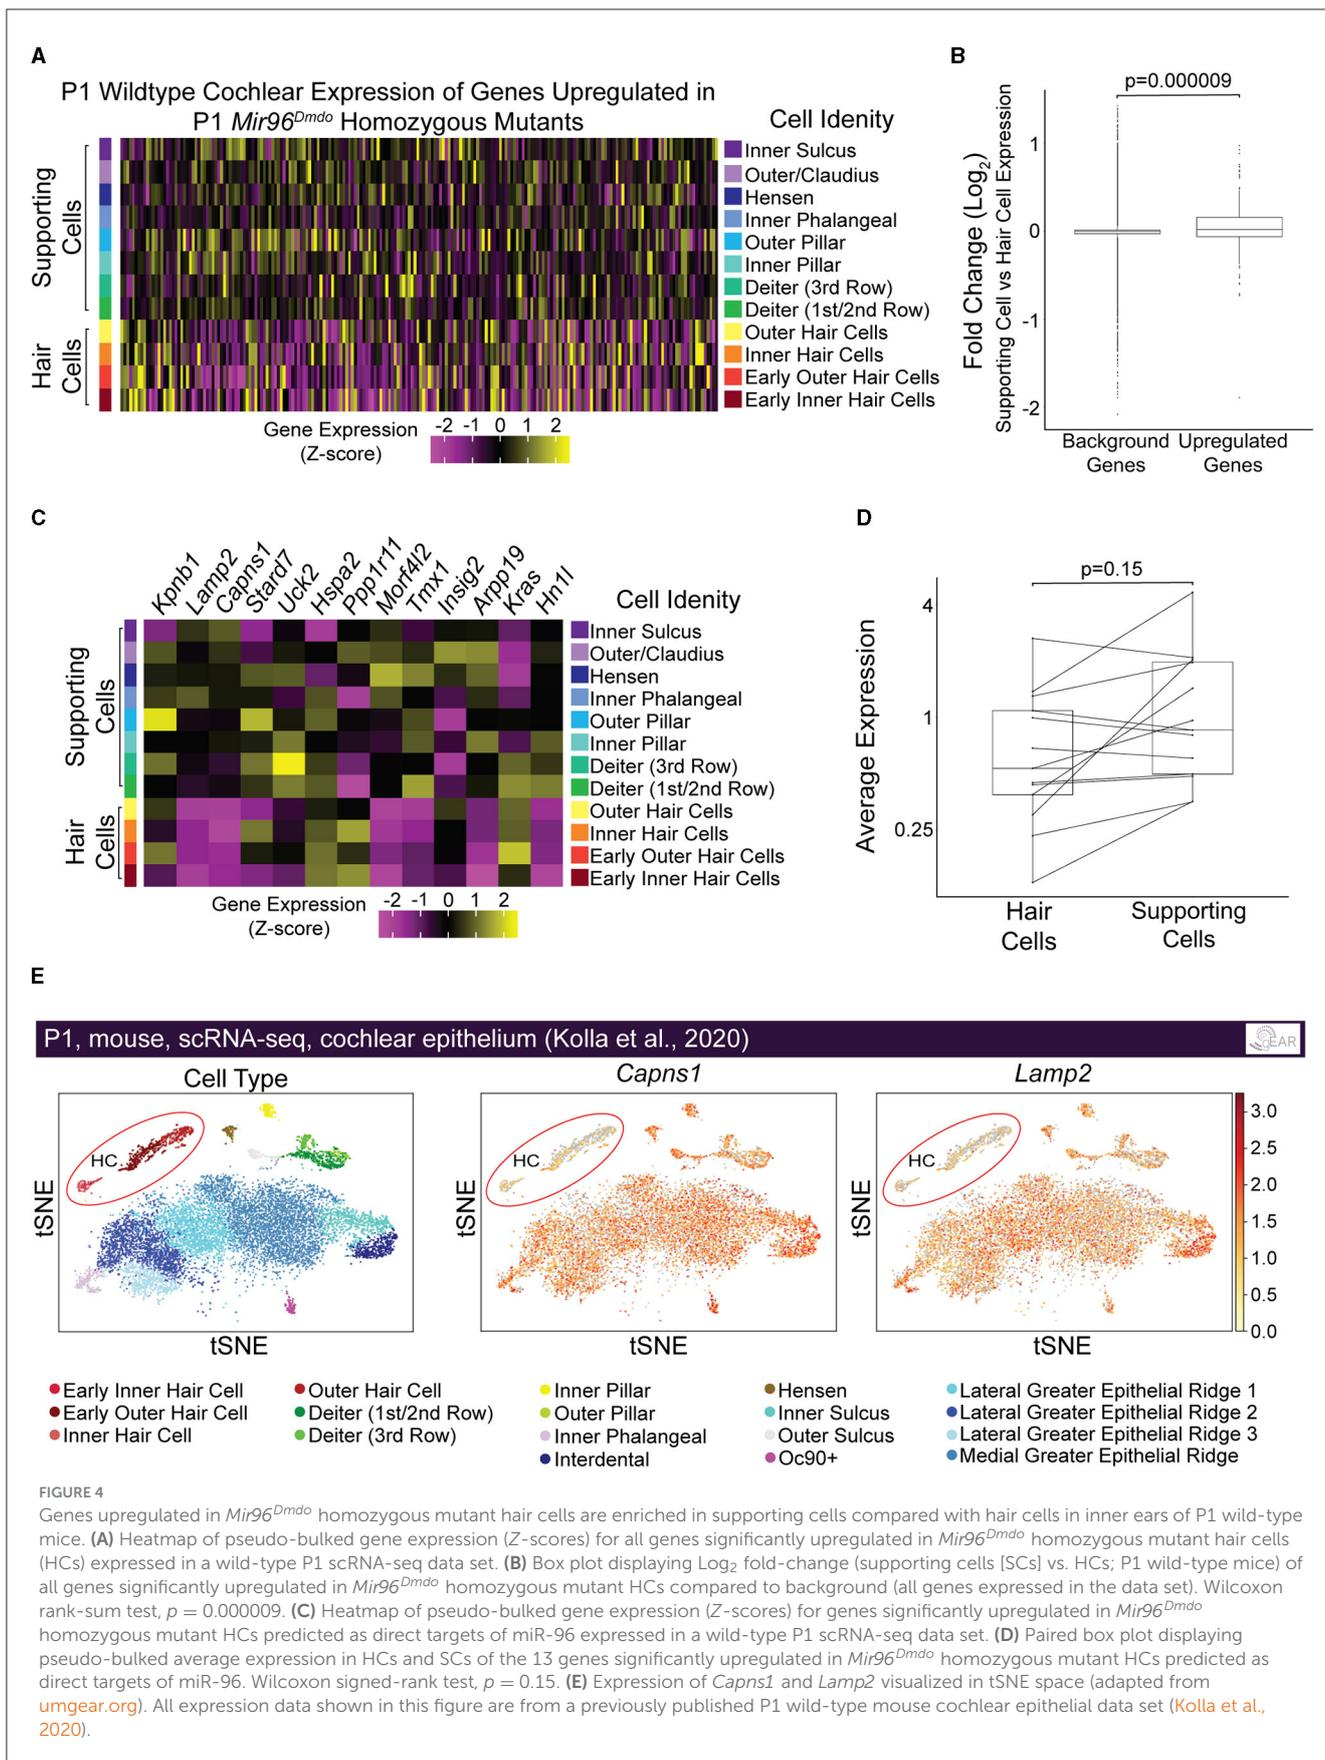 A
P1 Wildtype Cochlear Expression of Genes Upregulated in
P1 Mir96Dmdo Homozygous Mutants
Supporting
Cells
Hair
Cells
Cell Idenity
Inner Sulcus
Outer/Claudius
Hensen
Inner Phalangeal
Outer Pillar
Inner Pillar
Deiter (3rd Row)
Deiter (1st/2nd Row)
Outer Hair Cells
Inner Hair Cells
Early Outer Hair Cells
Early Inner Hair Cells
Gene Expression
(Z-score)
-2 -1 0 1 2
B
p=0.000009
Fold Change (Log2)
Supporting Cell vs Hair Cell Expression
1
0
-1
-2
Background
Genes
Upregulated
Genes
C
Kpnb1
Lamp2
Capns1
Stard7
Uck2
Hspa2
Ppp1r11
Morf4l2
Tmx1
Insig2
Arpp19
Kras
Hn1l
Supporting
Cells
Hair
Cells
Cell Idenity
Inner Sulcus
Outer/Claudius
Hensen
Inner Phalangeal
Outer Pillar
Inner Pillar
Deiter (3rd Row)
Deiter (1st/2nd Row)
Outer Hair Cells
Inner Hair Cells
Early Outer Hair Cells
Early Inner Hair Cells
Gene Expression
(Z-score)
-2 -1 0 1 2
D
p=0.15
Average Expression
4
1
0.25
Hair
Cells
Supporting
Cells
E
P1, mouse, scRNA-seq, cochlear epithelium (Kolla et al., 2020)
gEAR
Cell Type
Capns1
Lamp2
HC
HC
HC
tSNE
tSNE
tSNE
tSNE
tSNE
tSNE
3.0
2.5
2.0
1.5
1.0
0.5
0.0
Early Inner Hair Cell
Early Outer Hair Cell
Inner Hair Cell
Outer Hair Cell
Deiter (1st/2nd Row)
Deiter (3rd Row)
Inner Pillar
Outer Pillar
Inner Phalangeal
Interdental
Hensen
Inner Sulcus
Outer Sulcus
Oc90+
Lateral Greater Epithelial Ridge 1
Lateral Greater Epithelial Ridge 2
Lateral Greater Epithelial Ridge 3
Medial Greater Epithelial Ridge
FIGURE 4
Genes upregulated in Mir96Dmdo homozygous mutant hair cells are enriched in supporting cells compared with hair cells in inner ears of P1 wild-type
mice. (A) Heatmap of pseudo-bulked gene expression (Z-scores) for all genes significantly upregulated in Mir96Dmdo homozygous mutant hair cells
(HCs) expressed in a wild-type P1 scRNA-seq data set. (B) Box plot displaying Log2 fold-change (supporting cells [SCs] vs. HCs; P1 wild-type mice) of
all genes significantly upregulated in Mir96Dmdo homozygous mutant HCs compared to background (all genes expressed in the data set). Wilcoxon
rank-sum test, p = 0.000009. (C) Heatmap of pseudo-bulked gene expression (Z-scores) for genes significantly upregulated in Mir96Dmdo
homozygous mutant HCs predicted as direct targets of miR-96 expressed in a wild-type P1 scRNA-seq data set. (D) Paired box plot displaying
pseudo-bulked average expression in HCs and SCs of the 13 genes significantly upregulated in Mir96Dmdo homozygous mutant HCs predicted as
direct targets of miR-96. Wilcoxon signed-rank test, p = 0.15. (E) Expression of Capns1 and Lamp2 visualized in tSNE space (adapted from
umgear.org). All expression data shown in this figure are from a previously published P1 wild-type mouse cochlear epithelial data set (Kolla et al.,
2020).